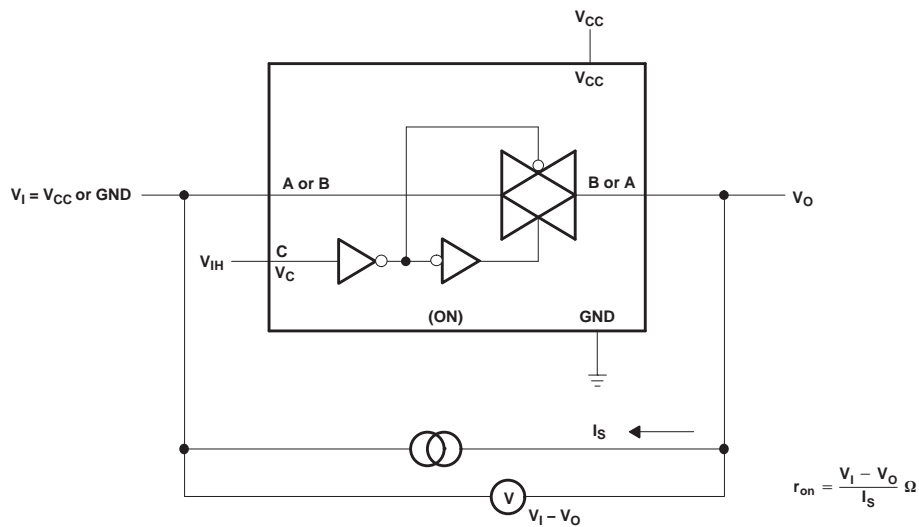 VCC
VCC
VI = VCC or GND
A or B
B or A
VO
VIH
C
VC
(ON)
GND
IS
V
VI – VO
ron = VI – VO / IS Ω